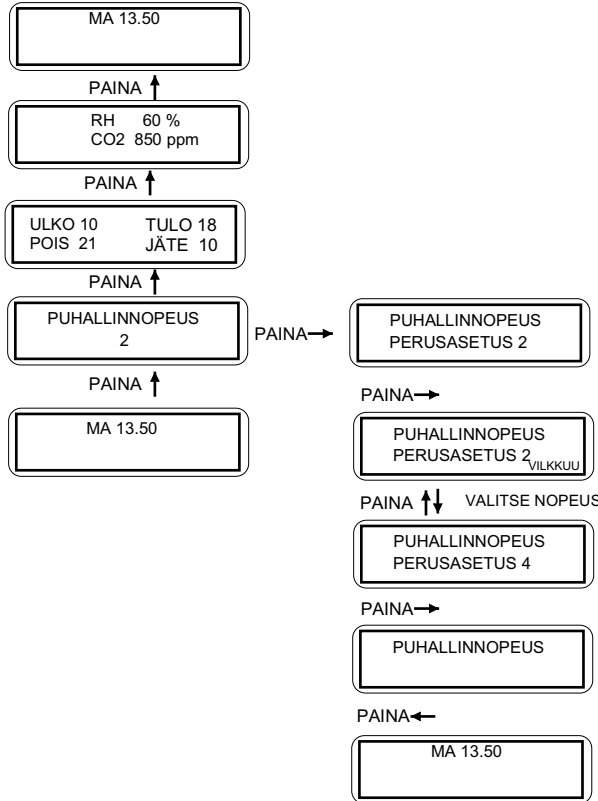 MA 13.50
PAINA
RH 60 %
CO2 850 ppm
PAINA
ULKO 10 TULO 18
POIS 21 JÄTE 10
PAINA
PUHALLINNOPEUS
2
PAINA
MA 13.50
PAINA
PUHALLINNOPEUS
PERUSASETUS 2
PAINA
PUHALLINNOPEUS
PERUSASETUS 2
VILKKUU
PAINA VALITSE NOPEUS
PUHALLINNOPEUS
PERUSASETUS 4
PAINA
PUHALLINNOPEUS
PAINA
MA 13.50